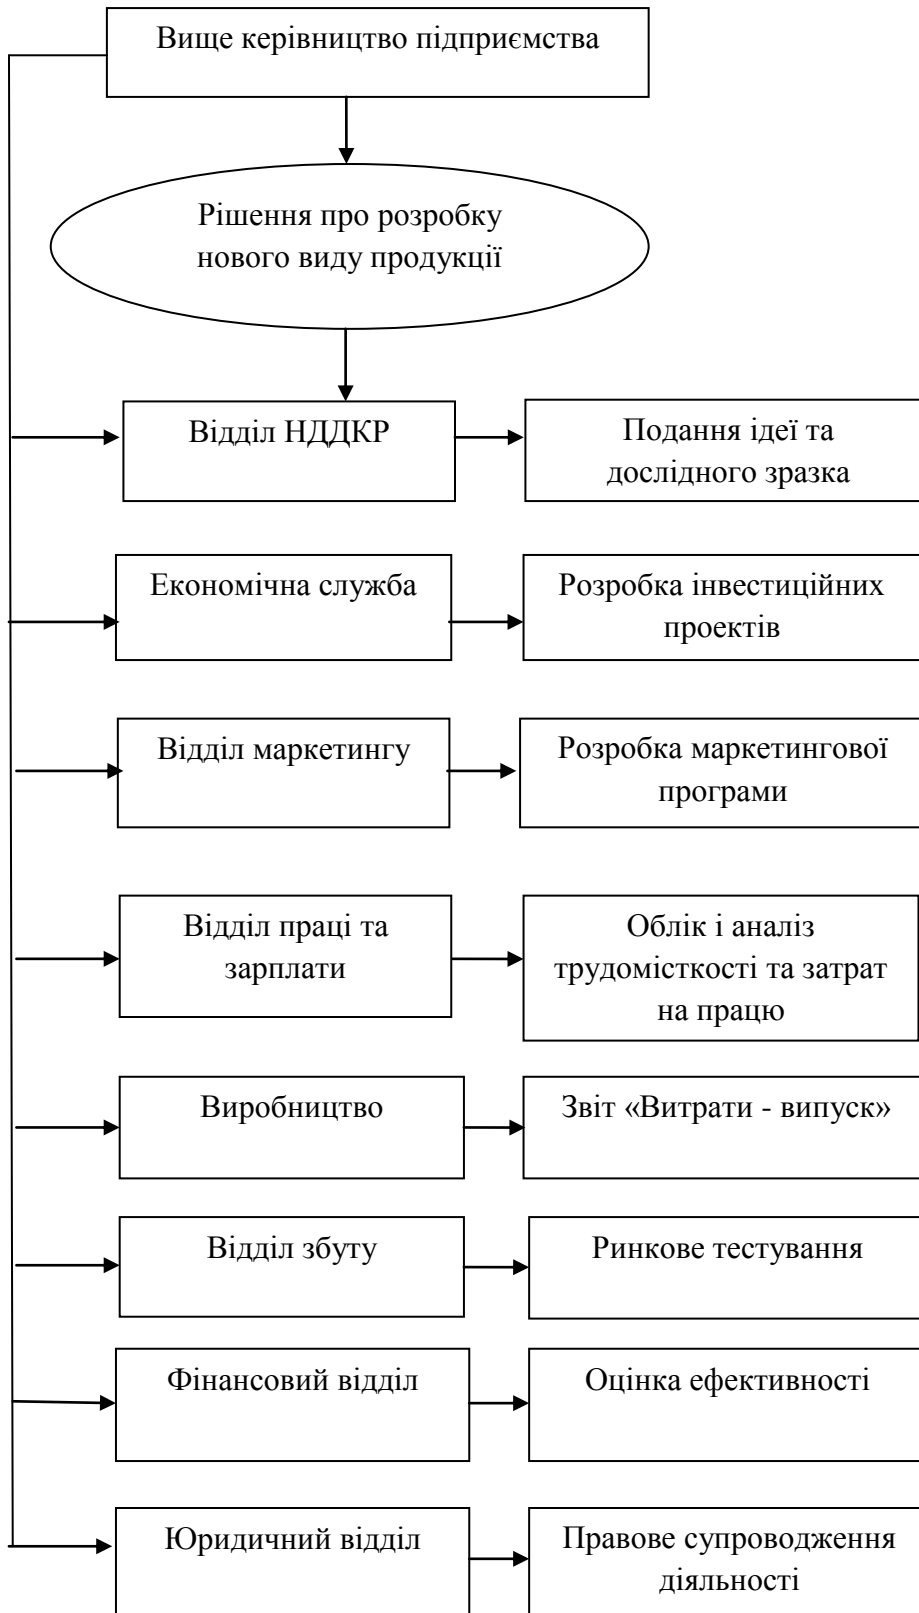 Вище керівництво підприємства
Рішення про розробку
нового виду продукції
Відділ НДДКР
Подання ідеї та
дослідного зразка
Економічна служба
Розробка інвестиційних
проектів
Відділ маркетингу
Розробка маркетингової
програми
Відділ праці та
зарплати
Облік і аналіз
трудомісткості та затрат
на працю
Виробництво
Звіт «Витрати - випуск»
Відділ збуту
Ринкове тестування
Фінансовий відділ
Оцінка ефективності
Юридичний відділ
Правове супроводження
діяльності